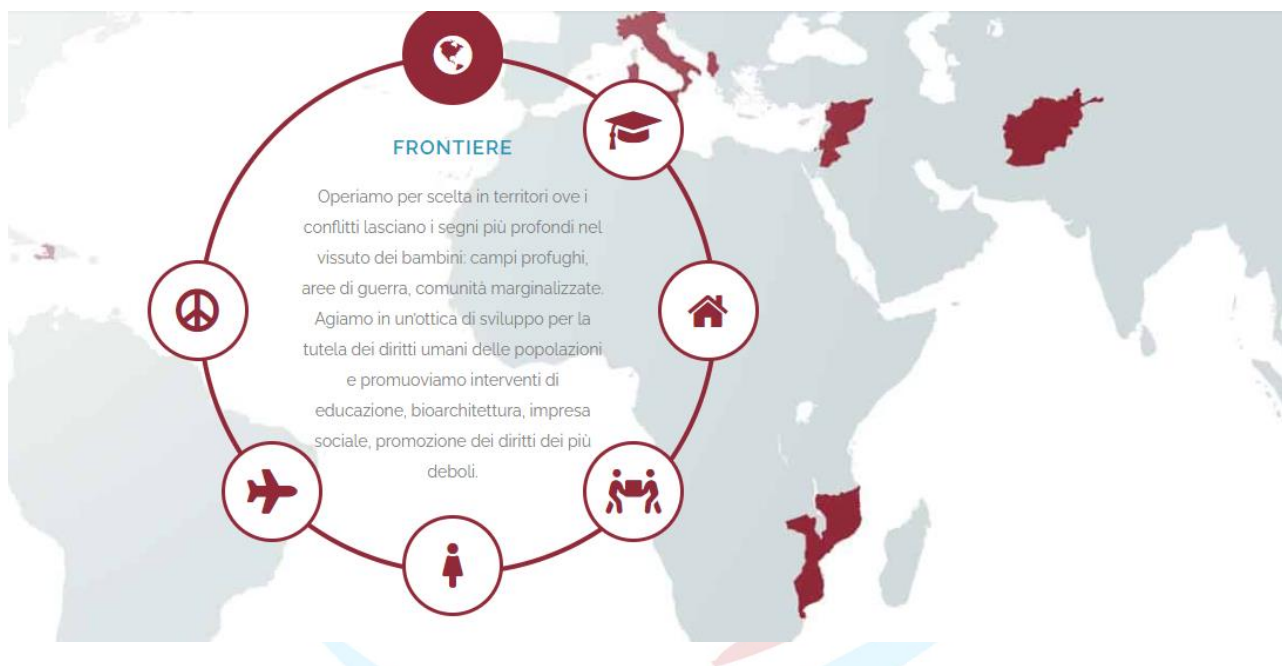 FRONTIERE
Operiamo per scelta in territori ove i
conflitti lasciano i segni più profondi nel
vissuto dei bambini: campi profughi,
aree di guerra, comunità marginalizzate.
Agiamo in un'ottica di sviluppo per la
tutela dei diritti umani delle popolazioni
e promuoviamo interventi di
educazione, bioarchitettura, impresa
sociale, promozione dei diritti dei più
deboli.